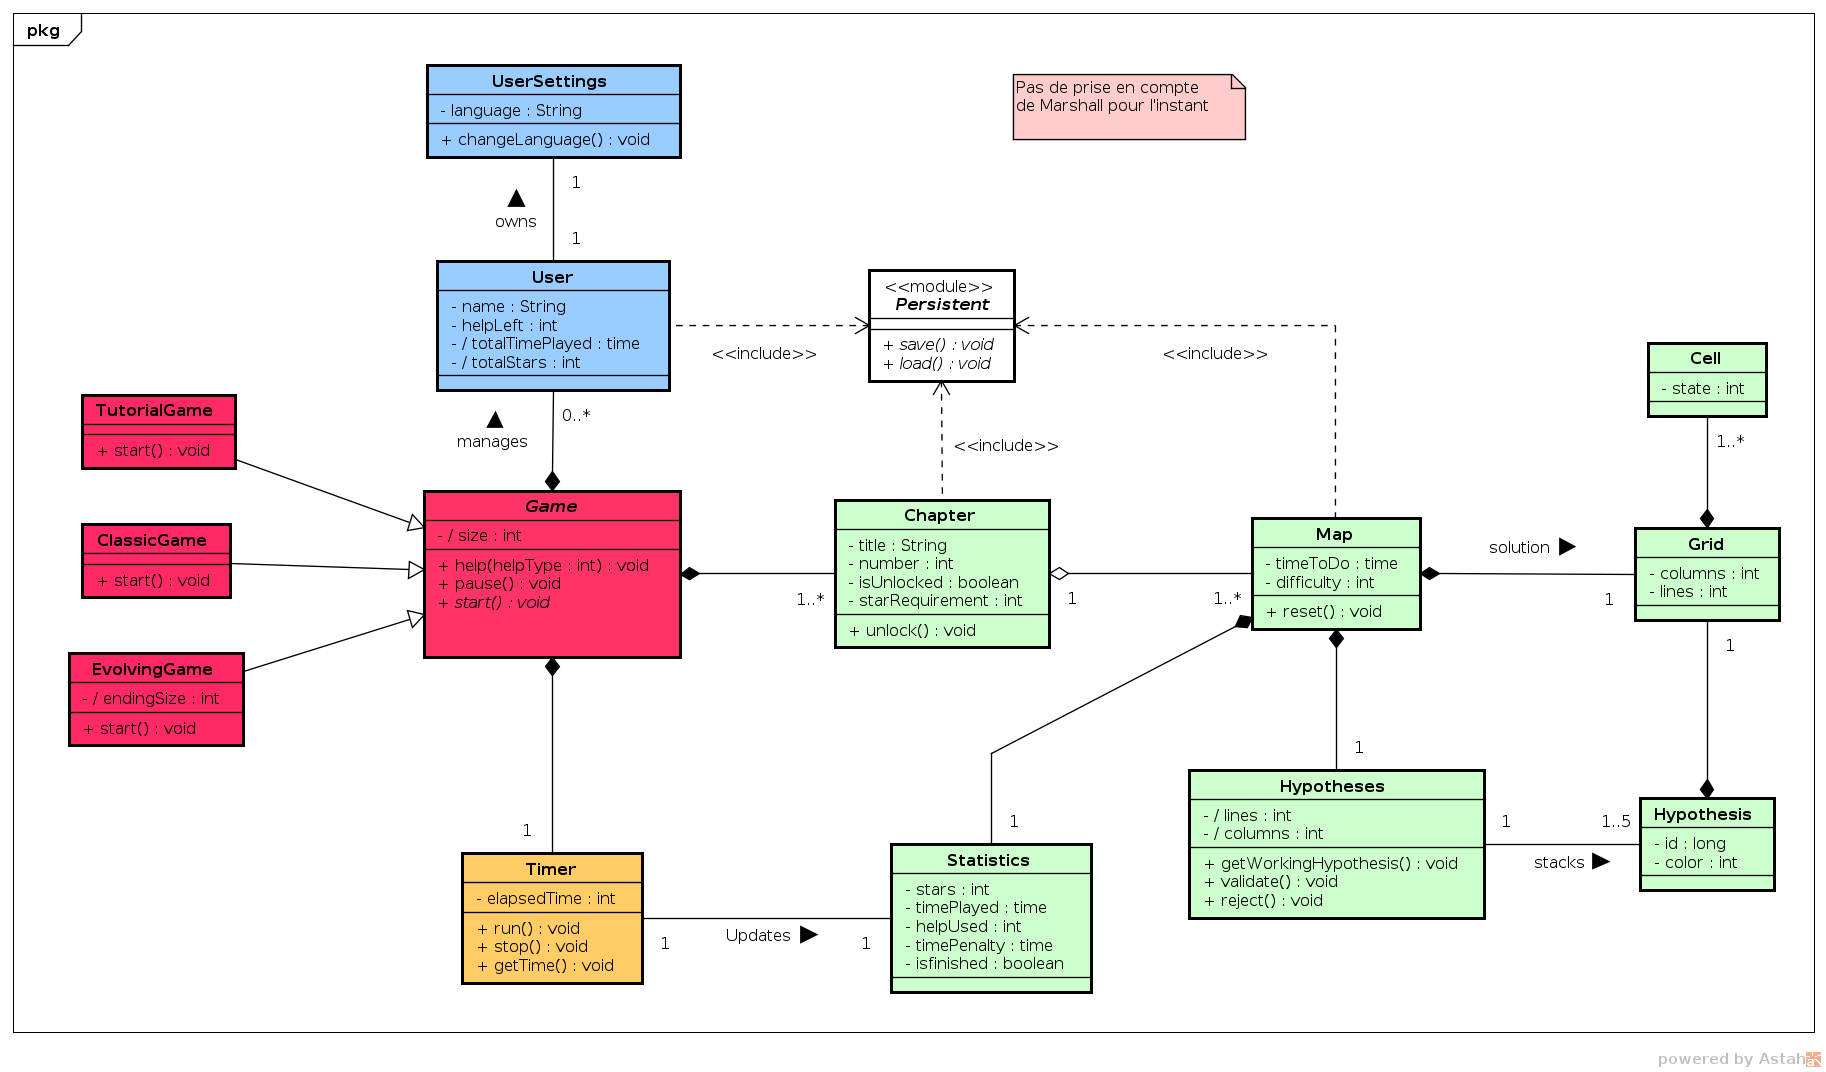 pkg
UserSettings
- language : String
+ changeLanguage() : void
Pas de prise en compte
de Marshall pour l'instant
1
owns
1
User
- name : String
- helpLeft : int
- / totalTimePlayed : time
- / totalStars : int
<<module>>
Persistent
+ save() : void
+ load() : void
<<include>>
<<include>>
<<include>>
Cell
- state : int
1..*
0..*
manages
TutorialGame
+ start() : void
ClassicGame
+ start() : void
EvolvingGame
- / endingSize : int
+ start() : void
Game
- / size : int
+ help(helpType : int) : void
+ pause() : void
+ start() : void
1..*
Chapter
- title : String
- number : int
- isUnlocked : boolean
- starRequirement : int
+ unlock() : void
1
1..*
Map
- timeToDo : time
- difficulty : int
+ reset() : void
solution
1
Grid
- columns : int
- lines : int
1
1
1
1
Hypotheses
- / lines : int
- / columns : int
+ getWorkingHypothesis() : void
+ validate() : void
+ reject() : void
1
1..5
stacks
Hypothesis
- id : long
- color : int
Timer
- elapsedTime : int
+ run() : void
+ stop() : void
+ getTime() : void
1
Updates
1
Statistics
- stars : int
- timePlayed : time
- helpUsed : int
- timePenalty : time
- isfinished : boolean
powered by Astah